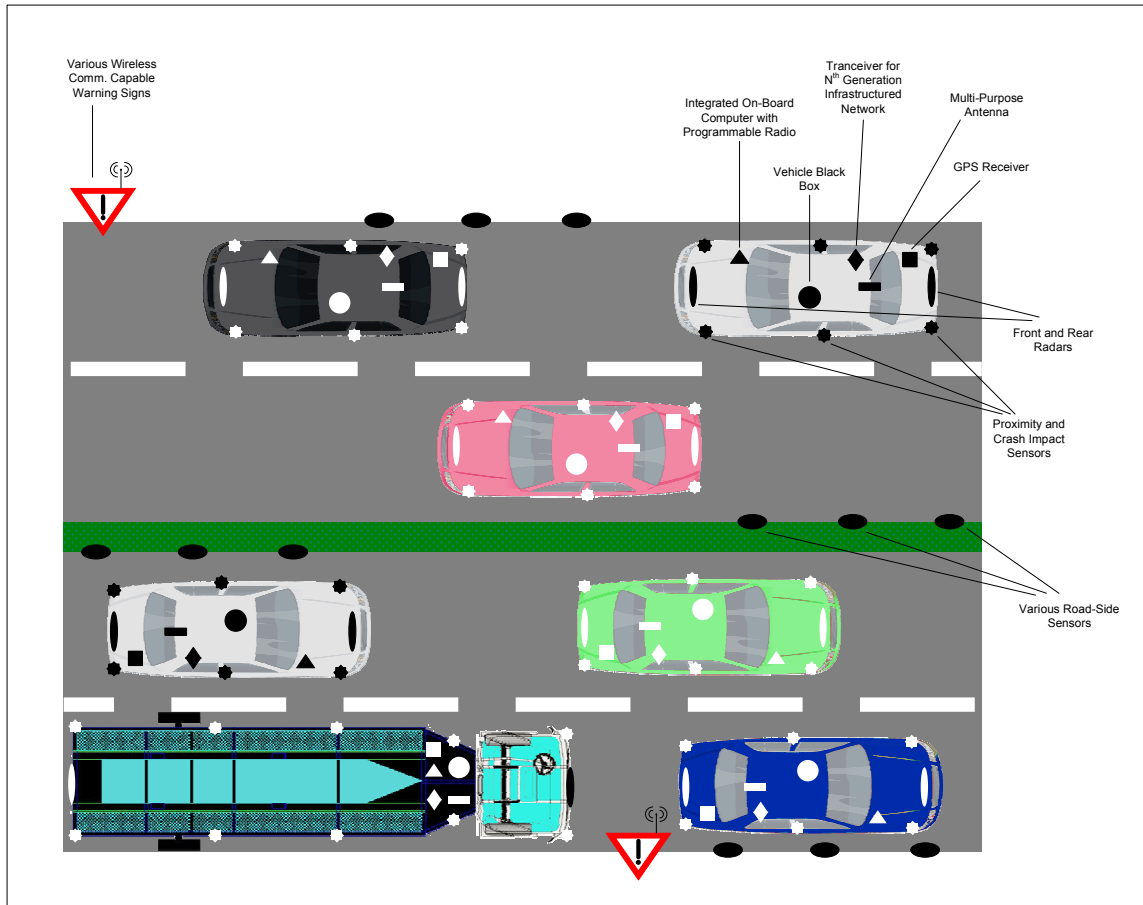 Various Wireless
Comm. Capable
Warning Signs
Integrated On-Board
Computer with
Programmable Radio
Vehicle Black
Box
Tranceiver for
Nth Generation
Infrastructured
Network
Multi-Purpose
Antenna
GPS Receiver
Front and Rear
Radars
Proximity and
Crash Impact
Sensors
Various Road-Side
Sensors